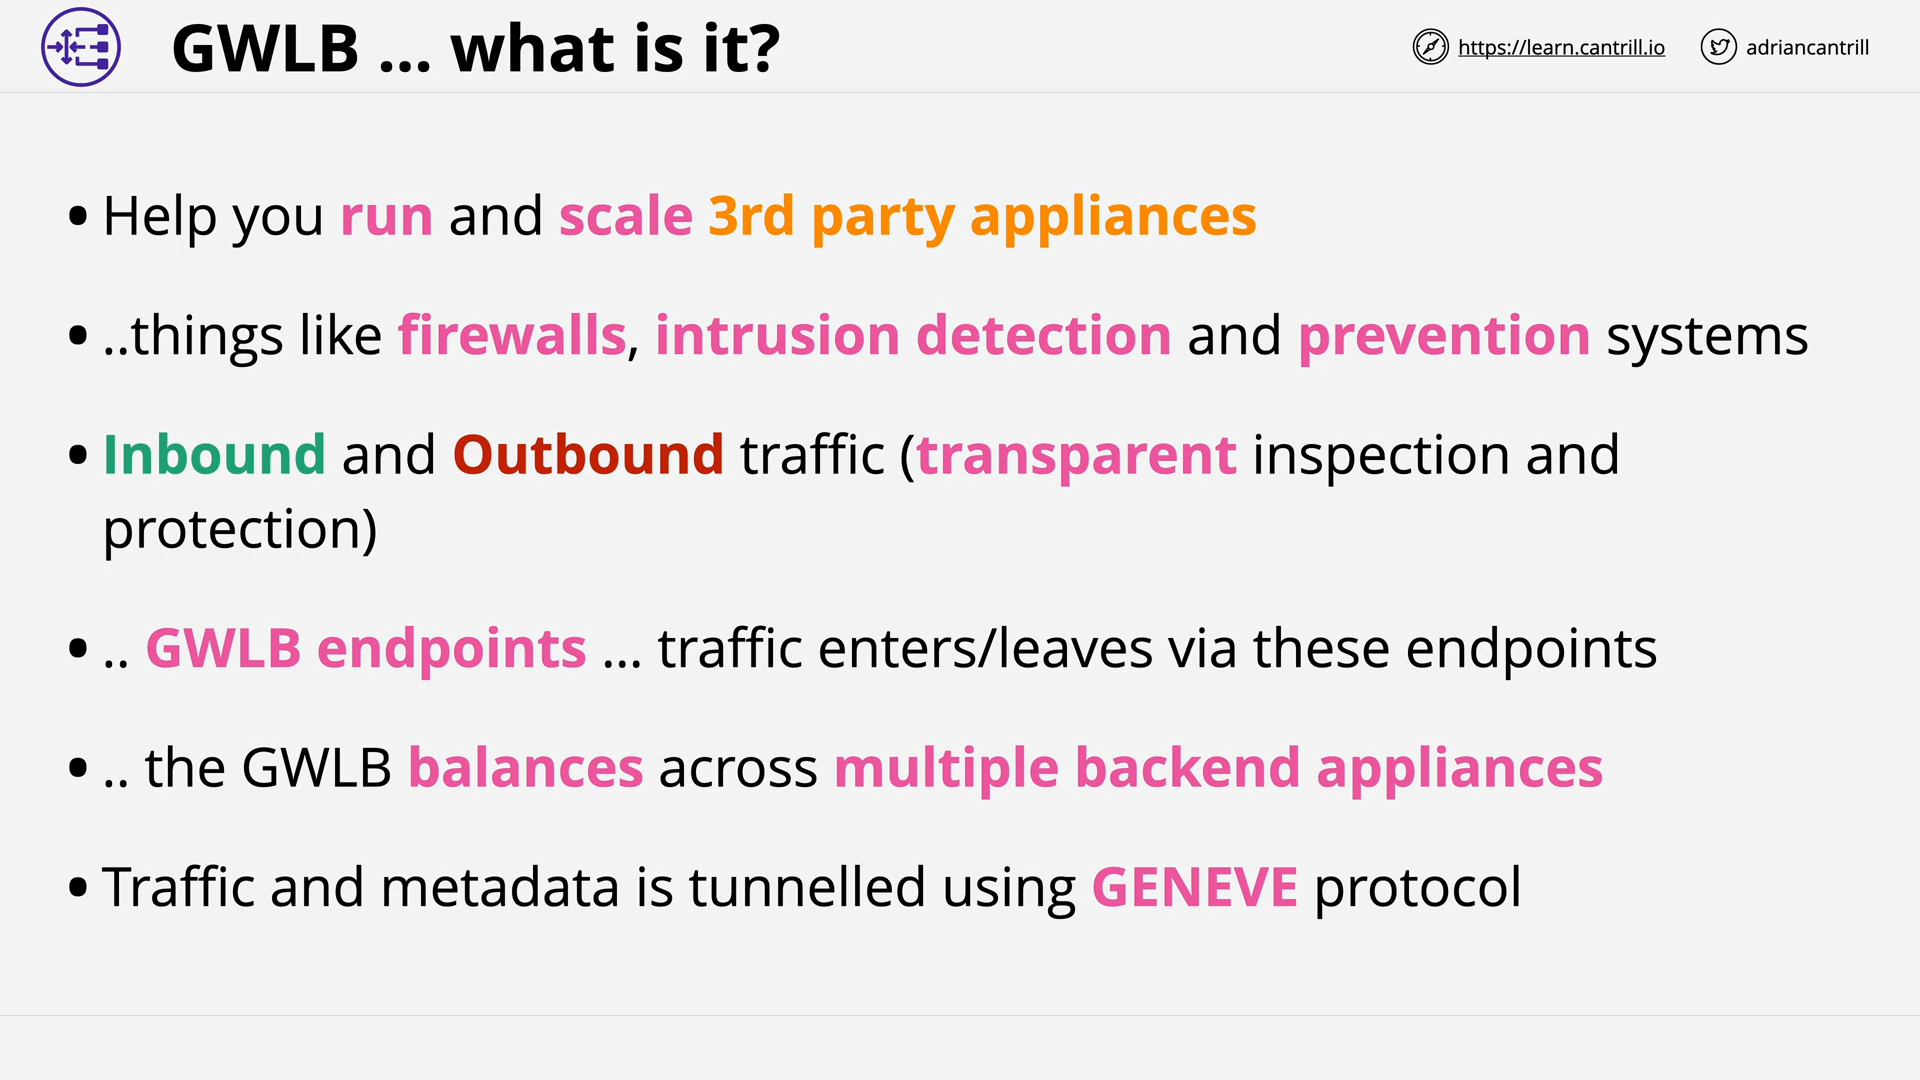 GWLB ... what is it?
https://learn.cantrill.io
adriancantrill
• Help you run and scale 3rd party appliances
• ..things like firewalls, intrusion detection and prevention systems
• Inbound and Outbound traffic (transparent inspection and
protection)
• .. GWLB endpoints ... traffic enters/leaves via these endpoints
• .. the GWLB balances across multiple backend appliances
• Traffic and metadata is tunnelled using GENEVE protocol